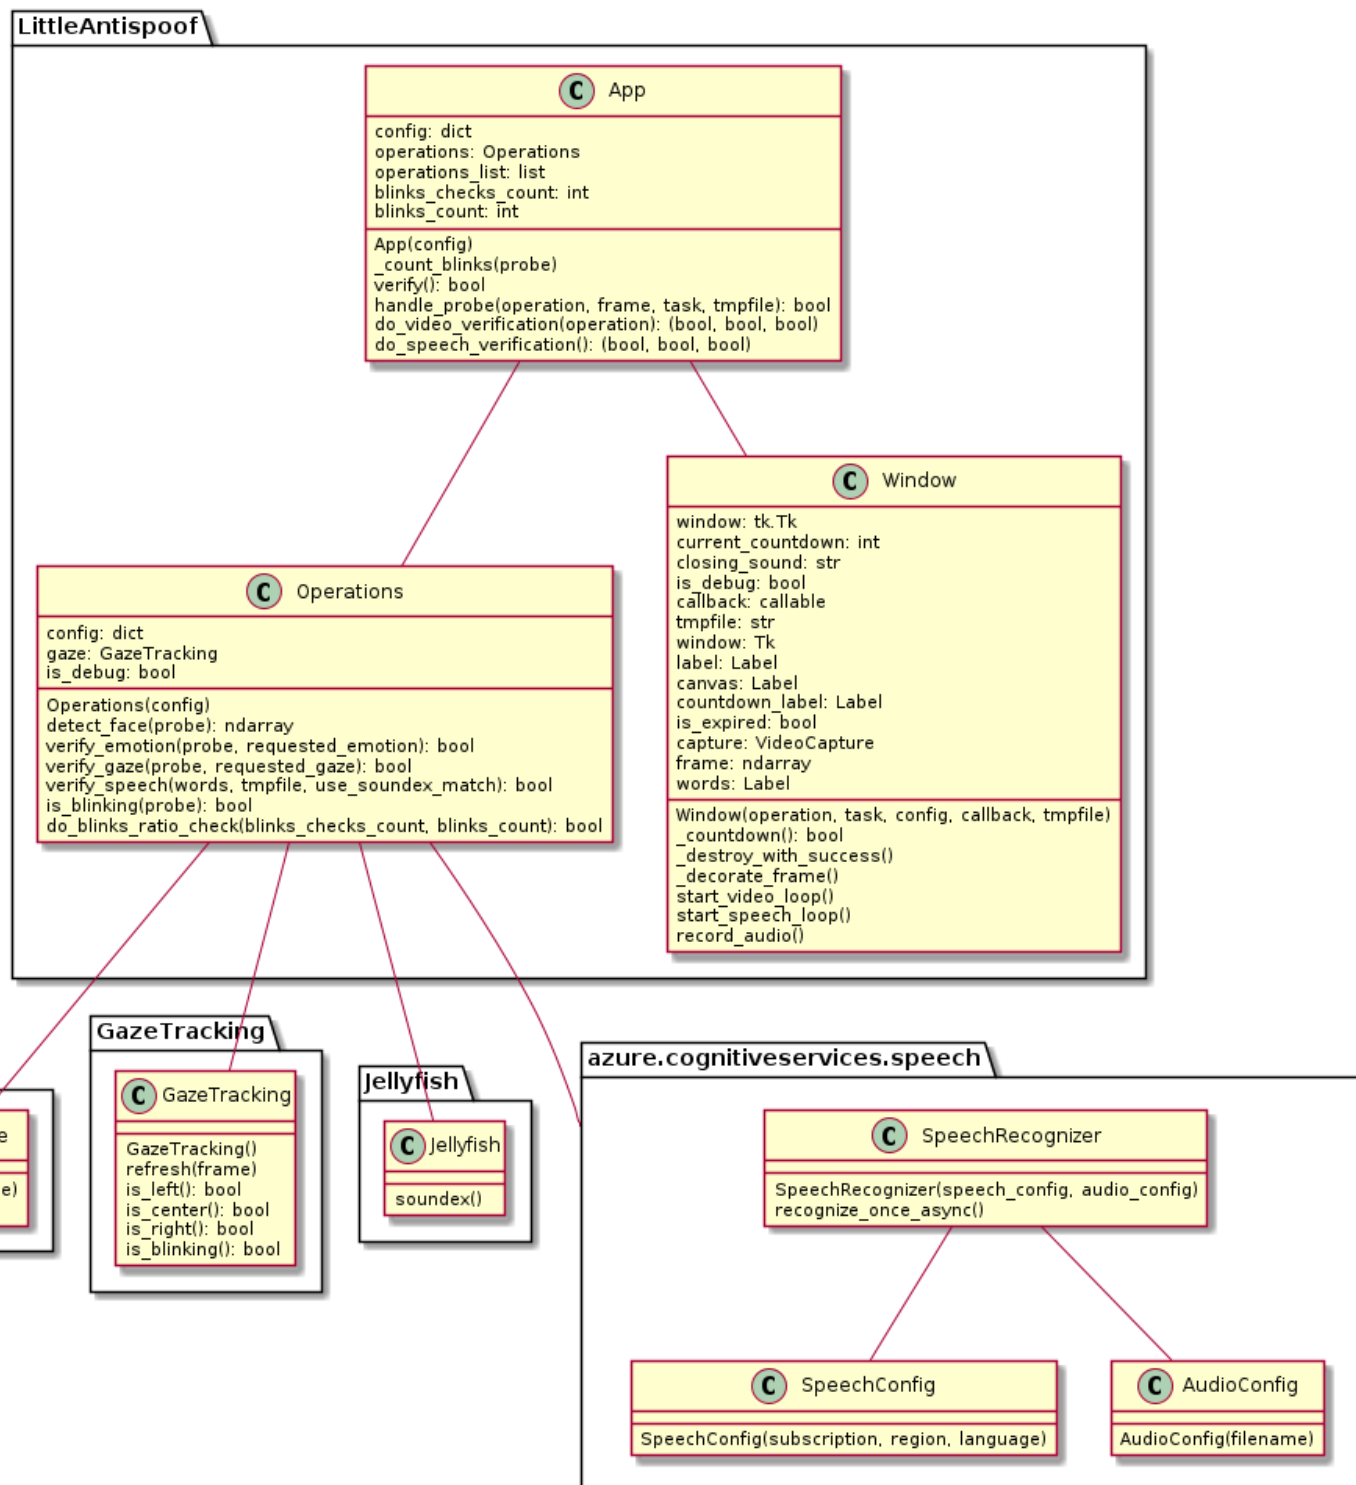 LittleAntispoof
C App
config: dict
operations: Operations
operations_list: list
blinks_checks_count: int
blinks_count: int
App(config)
_count_blinks(probe)
verify(): bool
handle_probe(operation, frame, task, tmpfile): bool
do_video_verification(operation): (bool, bool, bool)
do_speech_verification(): (bool, bool, bool)
C Window
window: tk.Tk
current_countdown: int
closing_sound: str
is_debug: bool
callback: callable
tmpfile: str
window: Tk
label: Label
canvas: Label
countdown_label: Label
is_expired: bool
capture: VideoCapture
frame: ndarray
words: Label
Window(operation, task, config, callback, tmpfile)
_countdown(): bool
_destroy_with_success()
_decorate_frame()
start_video_loop()
start_speech_loop()
record_audio()
C Operations
config: dict
gaze: GazeTracking
is_debug: bool
Operations(config)
detect_face(probe): ndarray
verify_emotion(probe, requested_emotion): bool
verify_gaze(probe, requested_gaze): bool
verify_speech(words, tmpfile, use_soundex_match): bool
is_blinking(probe): bool
do_blinks_ratio_check(blinks_checks_count, blinks_count): bool
e
e)
GazeTracking
C GazeTracking
GazeTracking()
refresh(frame)
is_left(): bool
is_center(): bool
is_right(): bool
is_blinking(): bool
Jellyfish
C Jellyfish
soundex()
azure.cognitiveservices.speech
C SpeechRecognizer
SpeechRecognizer(speech_config, audio_config)
recognize_once_async()
C SpeechConfig
SpeechConfig(subscription, region, language)
C AudioConfig
AudioConfig(filename)